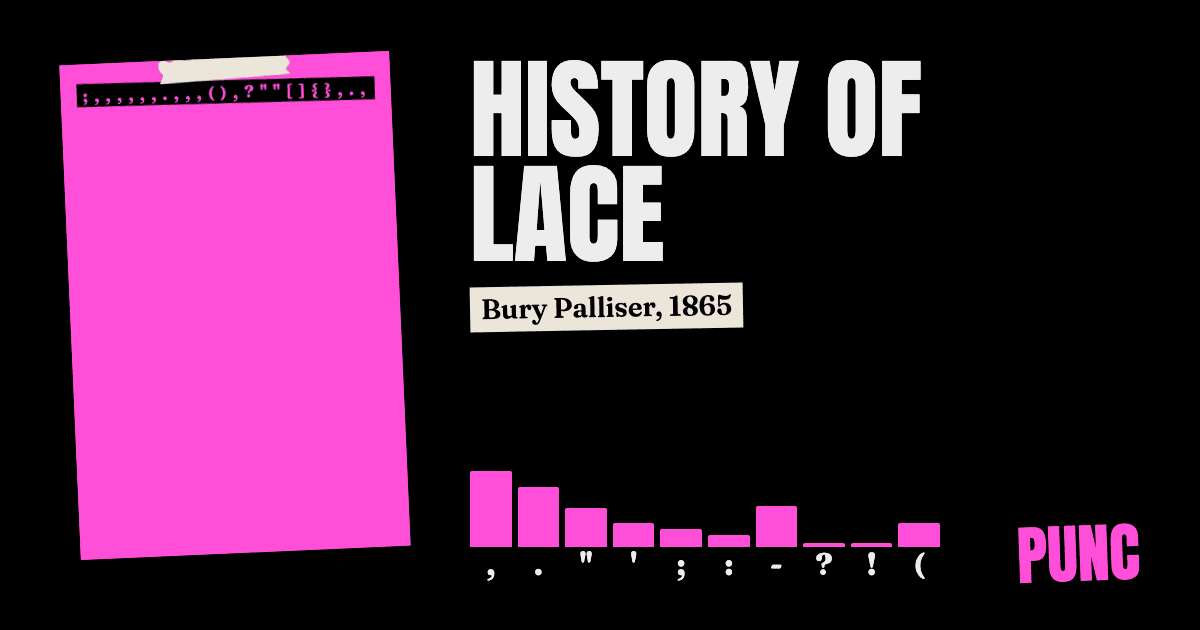 ;,,,,,,.,,,(),?""[]{},.,
HISTORY OF
LACE
Bury Palliser, 1865
, . " ' ; : - ? ! (
PUNC